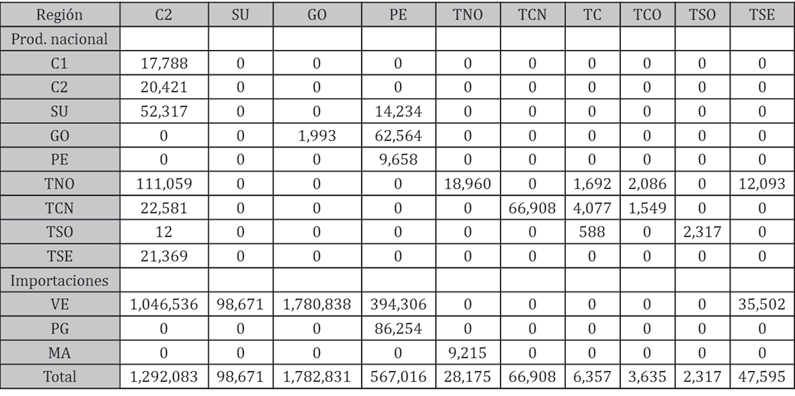 Región C2 SU GO PE TNO TCN TC TCO TSO TSE
Prod. nacional
C1 17,788 0 0 0 0 0 0 0 0 0
C2 20,421 0 0 0 0 0 0 0 0 0
SU 52,317 0 0 14,234 0 0 0 0 0 0
GO 0 0 1,993 62,564 0 0 0 0 0 0
PE 0 0 0 9,658 0 0 0 0 0 0
TNO 111,059 0 0 0 18,960 0 1,692 2,086 0 12,093
TCN 22,581 0 0 0 0 66,908 4,077 1,549 0 0
TSO 12 0 0 0 0 0 588 0 2,317 0
TSE 21,369 0 0 0 0 0 0 0 0 0
Importaciones
VE 1,046,536 98,671 1,780,838 394,306 0 0 0 0 0 35,502
PG 0 0 0 86,254 0 0 0 0 0 0
MA 0 0 0 0 9,215 0 0 0 0 0
Total 1,292,083 98,671 1,782,831 567,016 28,175 66,908 6,357 3,635 2,317 47,595